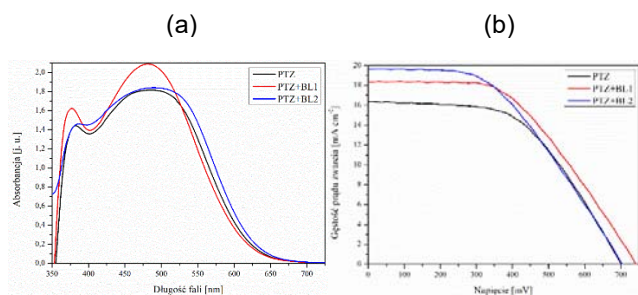 (a)
(b)
PTZ
PTZ+BL1
PTZ+BL2
2,0
1,8
1,6
1,4
1,2
1,0
0,8
0,6
0,4
0,2
0,0
350 400 450 500 550 600 650 700
Absorbancja [j. u.]
Długość fali [nm]
PTZ
PTZ+BL1
PTZ+BL2
20
18
16
14
12
10
8
6
4
2
0
0 100 200 300 400 500 600 700
Gęstość prądu zwarcia [mA cm⁻²]
Napięcie [mV]